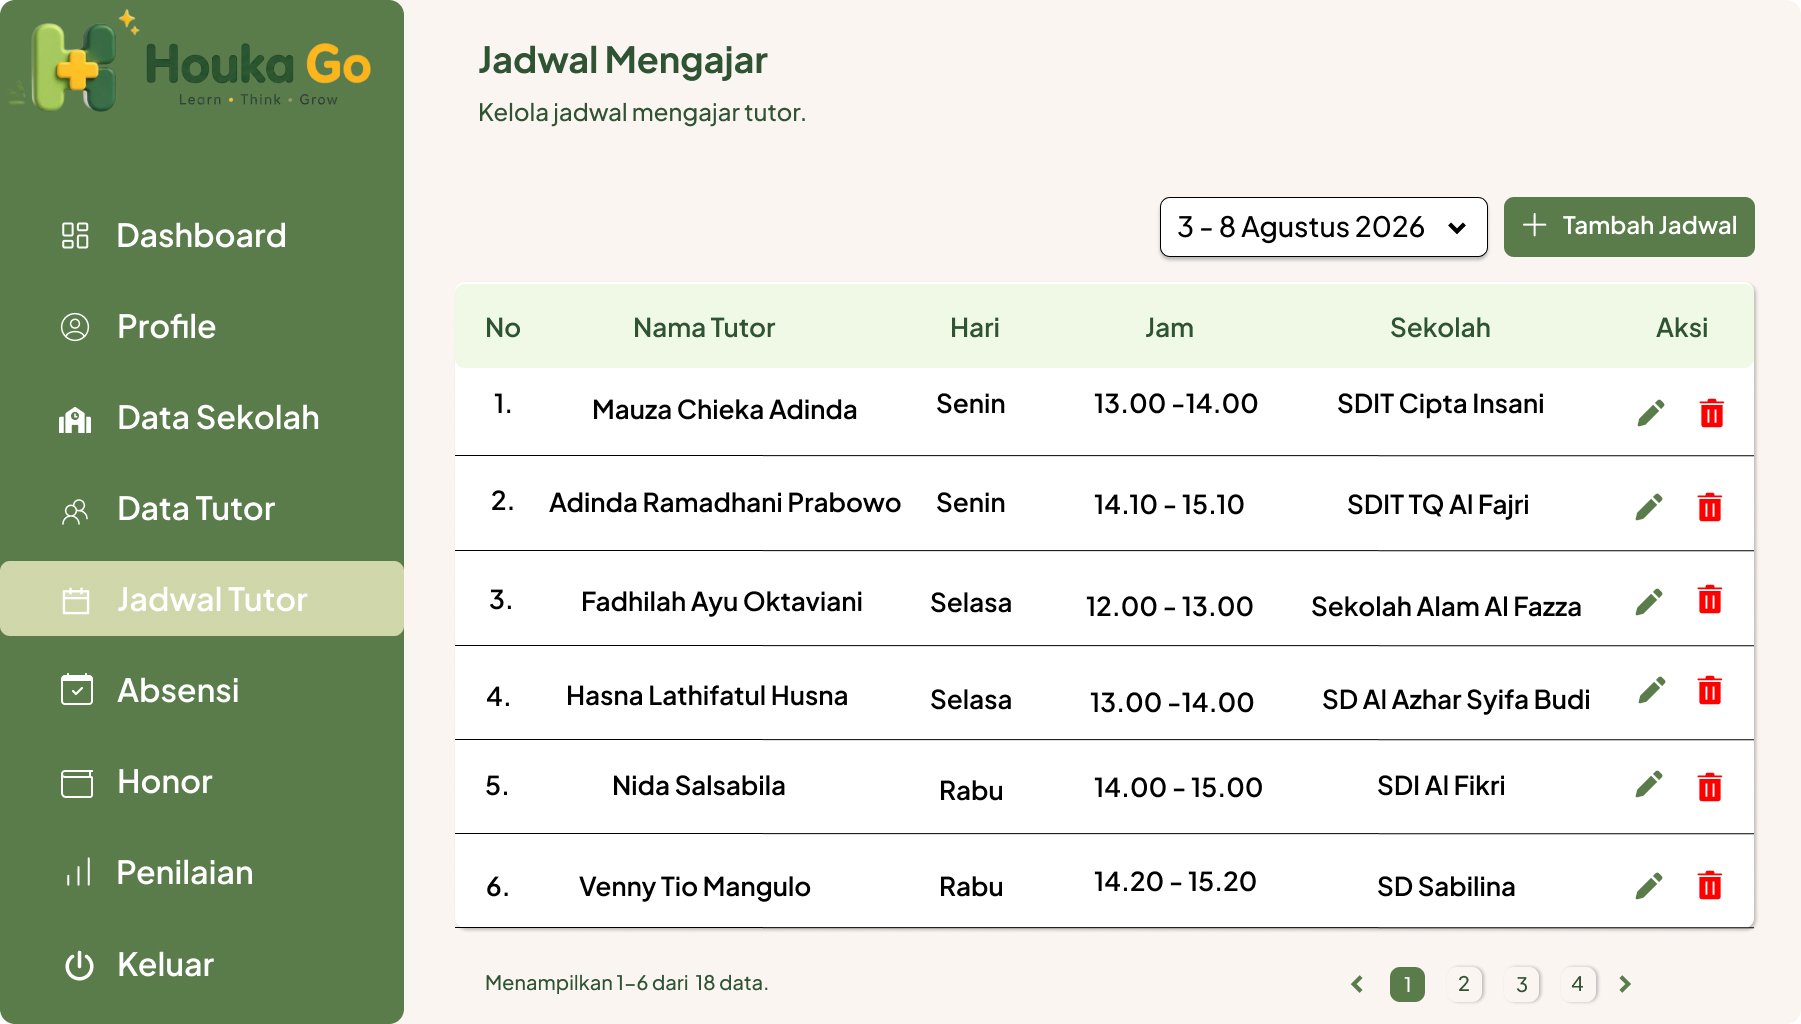 Houka Go
Learn • Think • Grow
Dashboard
Profile
Data Sekolah
Data Tutor
Jadwal Tutor
Absensi
Honor
Penilaian
Keluar
Jadwal Mengajar
Kelola jadwal mengajar tutor.
3 - 8 Agustus 2026
Tambah Jadwal
No Nama Tutor Hari Jam Sekolah Aksi
1. Mauza Chieka Adinda Senin 13.00 -14.00 SDIT Cipta Insani
2. Adinda Ramadhani Prabowo Senin 14.10 - 15.10 SDIT TQ Al Fajri
3. Fadhilah Ayu Oktaviani Selasa 12.00 - 13.00 Sekolah Alam Al Fazza
4. Hasna Lathifatul Husna Selasa 13.00 -14.00 SD Al Azhar Syifa Budi
5. Nida Salsabila Rabu 14.00 - 15.00 SDI Al Fikri
6. Venny Tio Mangulo Rabu 14.20 - 15.20 SD Sabilina
Menampilkan 1-6 dari 18 data.
1 2 3 4